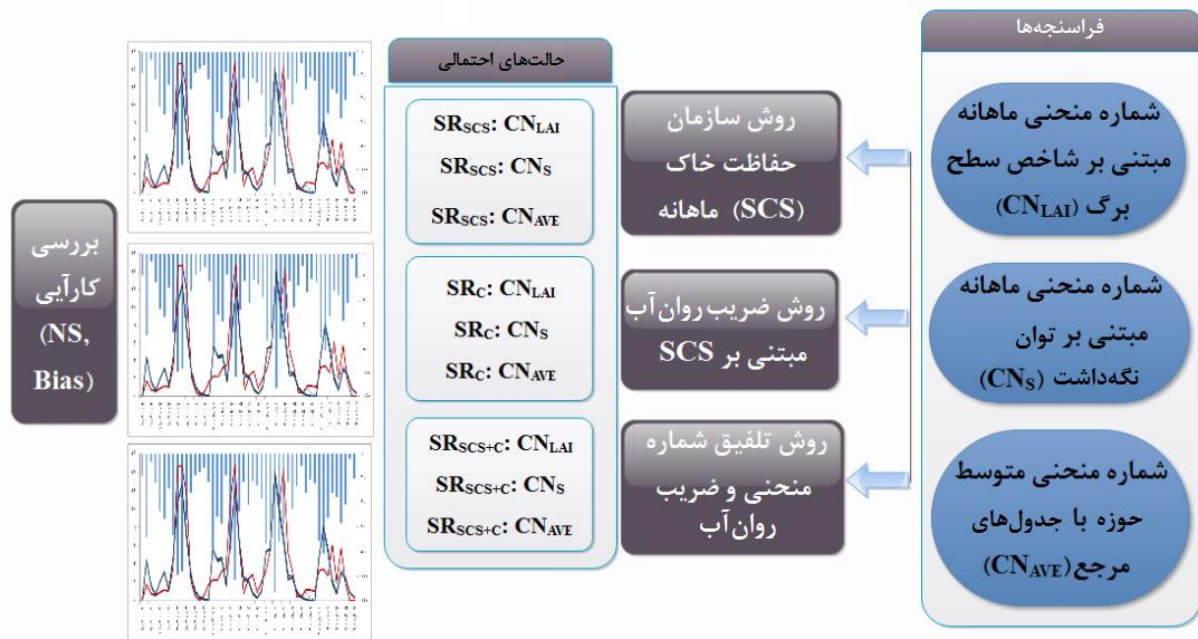 فراسنجه‌ها
شماره منحنی ماهانه
مبتنی بر شاخص سطح
برگ (CNLAI)
شماره منحنی ماهانه
مبتنی بر توان
نگه‌داشت (CNS)
شماره منحنی متوسط
حوزه با جدول‌های
مرجع(CNAVE)
روش سازمان
حفاظت خاک
(SCS) ماهانه
روش ضریب روان‌آب
مبتنی بر SCS
روش تلفیق شماره
منحنی و ضریب
روان‌آب
حالت‌های احتمالی
SRSCS: CNLAI
SRSCS: CNS
SRSCS: CNAVE
SRC: CNLAI
SRC: CNS
SRC: CNAVE
SRSCS+C: CNLAI
SRSCS+C: CNS
SRSCS+C: CNAVE
بررسی
کارآیی
(NS,
Bias)